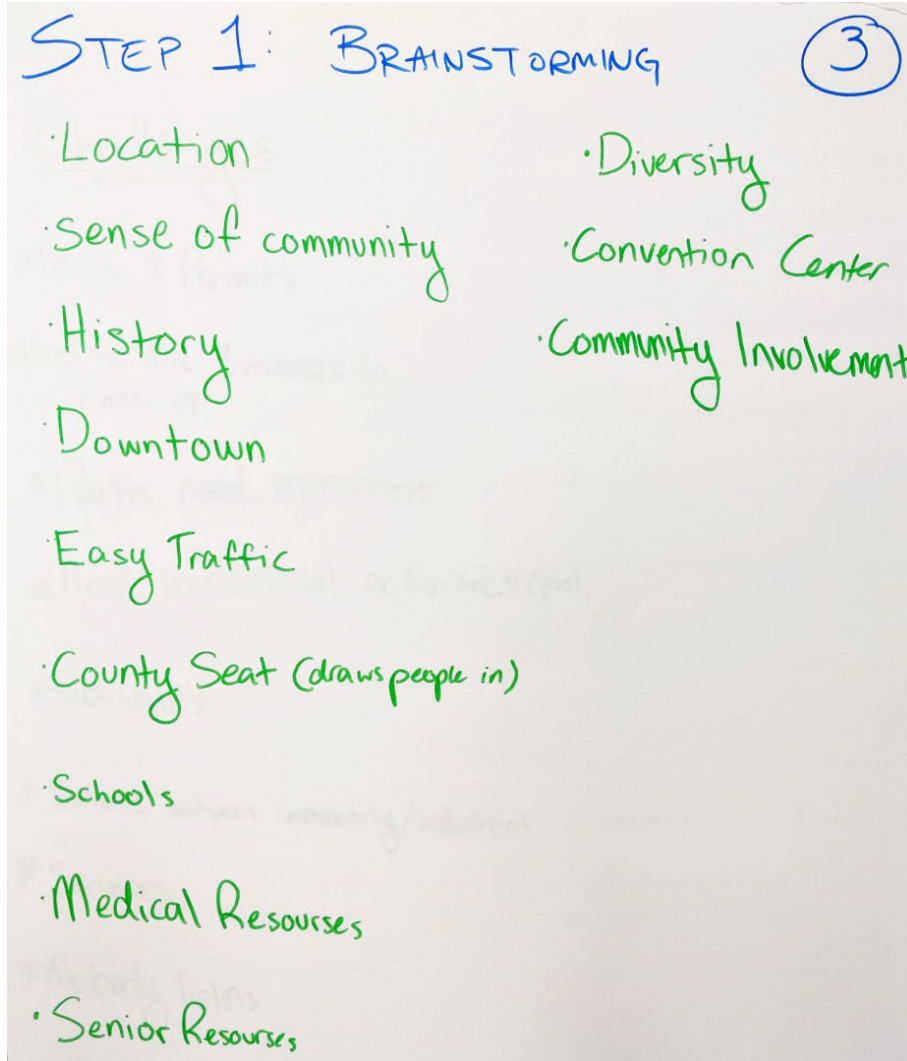 STEP 1: BRAINSTORMING
3
·Location
·Sense of community
·History
·Downtown
·Easy Traffic
·County Seat (draws people in)
·Schools
·Medical Resourses
·Senior Resourses
·Diversity
·Convention Center
·Community Involvement